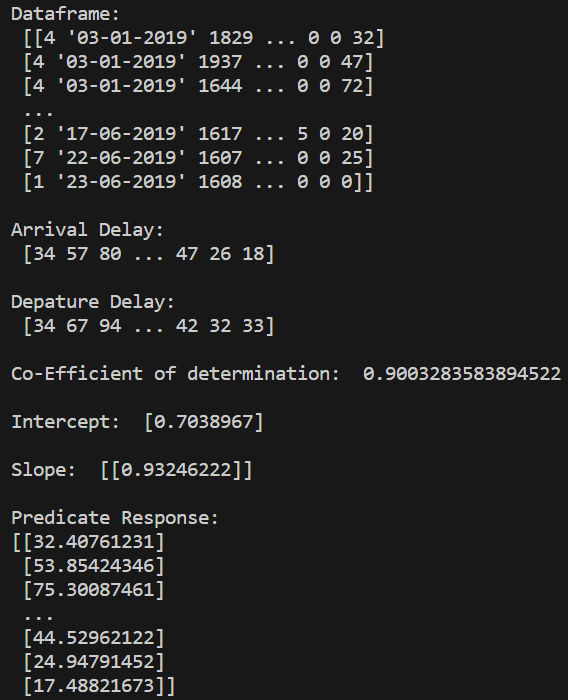 Dataframe:
[[4 '03-01-2019' 1829 ... 0 0 32]
[4 '03-01-2019' 1937 ... 0 0 47]
[4 '03-01-2019' 1644 ... 0 0 72]
...
[2 '17-06-2019' 1617 ... 5 0 20]
[7 '22-06-2019' 1607 ... 0 0 25]
[1 '23-06-2019' 1608 ... 0 0 0]]
Arrival Delay:
[34 57 80 ... 47 26 18]
Depature Delay:
[34 67 94 ... 42 32 33]
Co-Efficient of determination:  0.9003283583894522
Intercept:  [0.7038967]
Slope:  [[0.93246222]]
Predicate Response:
[[32.40761231]
[53.85424346]
[75.30087461]
...
[44.52962122]
[24.94791452]
[17.48821673]]